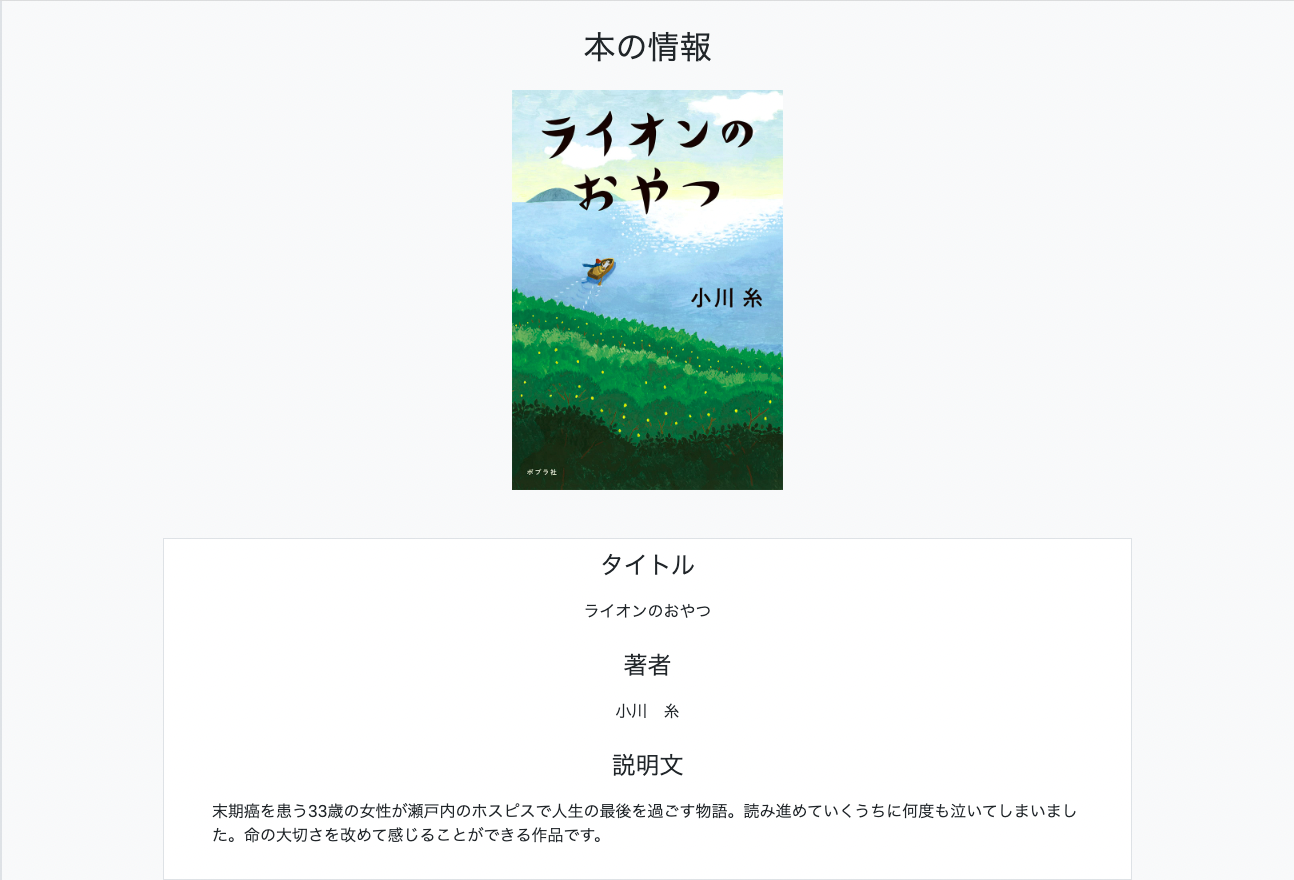 本の情報
ライオンの
おやつ
小川 糸
ポプラ社
タイトル
ライオンのおやつ
著者
小川　糸
説明文
末期癌を患う33歳の女性が瀬戸内のホスピスで人生の最後を過ごす物語。読み進めていくうちに何度も泣いてしまいまし
た。命の大切さを改めて感じることができる作品です。